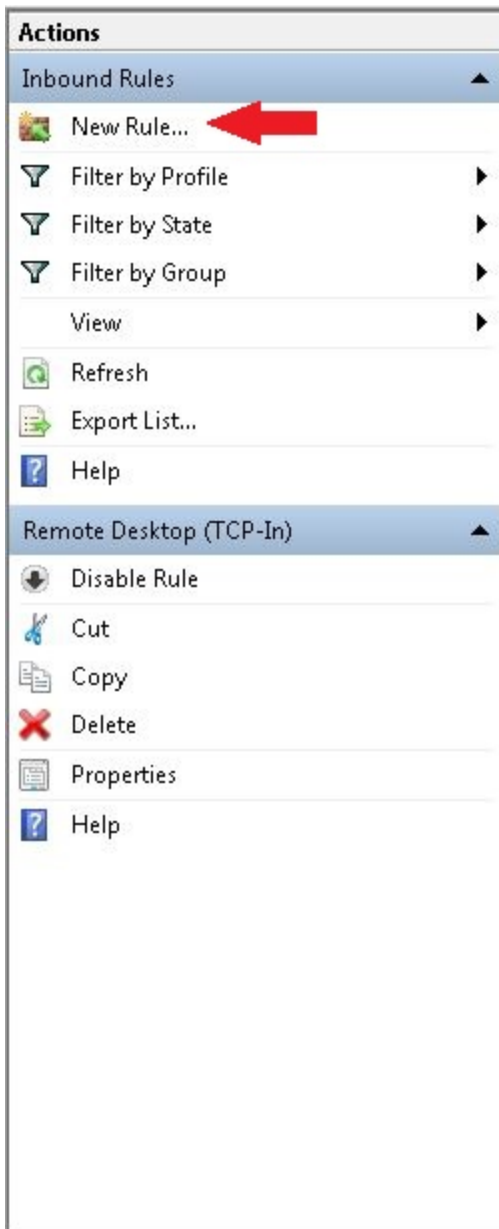 Actions
Inbound Rules
New Rule...
Filter by Profile
Filter by State
Filter by Group
View
Refresh
Export List...
Help
Remote Desktop (TCP-In)
Disable Rule
Cut
Copy
Delete
Properties
Help